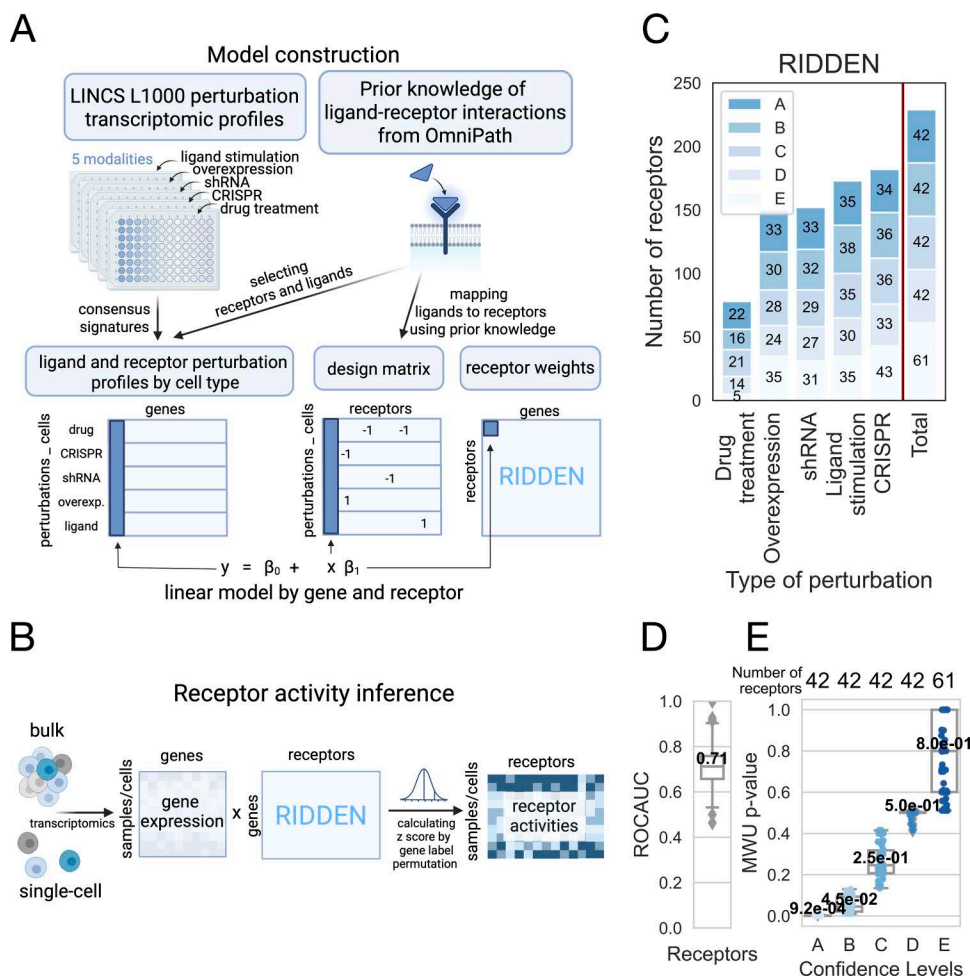 A
Model construction
LINCS L1000 perturbation
transcriptomic profiles
Prior knowledge of
ligand-receptor interactions
from OmniPath
5 modalities
ligand stimulation
overexpression
shRNA
CRISPR
drug treatment
selecting
receptors and ligands
consensus
signatures
mapping
ligands to receptors
using prior knowledge
ligand and receptor perturbation
profiles by cell type
design matrix
receptor weights
genes
receptors
genes
perturbations_cells
drug
CRISPR
shRNA
overexp.
ligand
perturbations_cells
-1 -1
-1
-1
1
1
receptors
RIDDEN
y = β0 + x β1
linear model by gene and receptor
B
Receptor activity inference
bulk
transcriptomics
single-cell
genes
samples/cells
gene
expression
x
receptors
genes
RIDDEN
calculating
z score by
gene label
permutation
receptors
samples/cells
receptor
activities
C
RIDDEN
Number of receptors
250
200
150
100
50
0
A
B
C
D
E
22
16
21
14
5
33
30
28
24
35
33
32
29
27
31
35
38
35
30
35
34
36
36
33
43
42
42
42
42
61
Drug
treatment
Overexpression
shRNA
Ligand
stimulation
CRISPR
Total
Type of perturbation
D
ROCAUC
1.0
0.8
0.6
0.4
0.2
0.0
0.71
Receptors
E
Number of
receptors
42 42 42 42 61
MWU p-value
1.0
0.8
0.6
0.4
0.2
0.0
8.0e-01
5.0e-01
2.5e-01
4.5e-02
9.2e-04
A B C D E
Confidence Levels